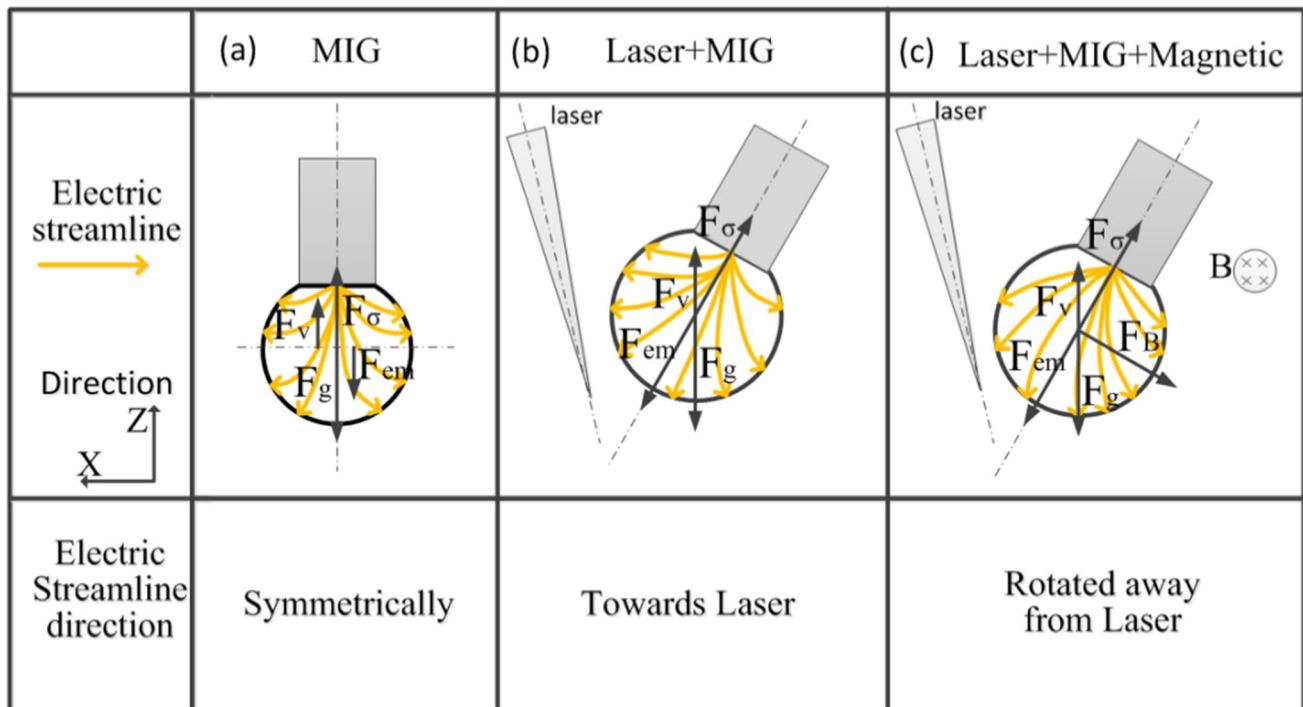 (a) MIG
(b) Laser+MIG
(c) Laser+MIG+Magnetic
Electric
streamline
Direction
Z
X
Fσ
Fv
Fem
Fg
laser
Fσ
Fv
Fem
Fg
laser
Fσ
B
××
××
Fv
FB
Fem
Fg
Electric
Streamline
direction
Symmetrically
Towards Laser
Rotated away
from Laser